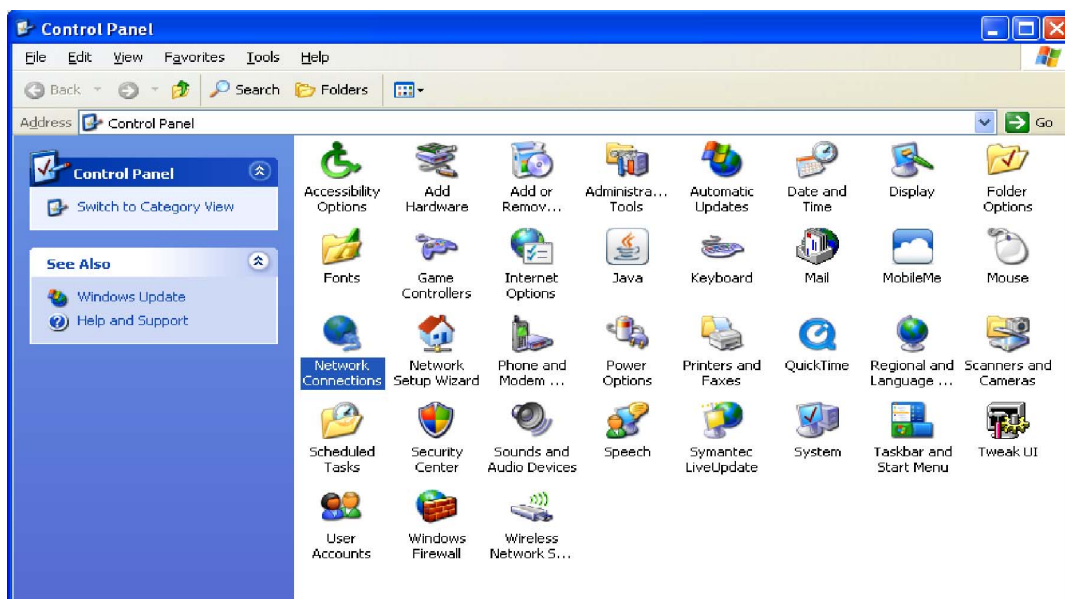 Control Panel
File Edit View Favorites Tools Help
Back Search Folders
Address Control Panel Go
Control Panel
Switch to Category View
See Also
Windows Update
Help and Support
Accessibility
Options
Add
Hardware
Add or
Remov...
Administra...
Tools
Automatic
Updates
Date and
Time
Display
Folder
Options
Fonts
Game
Controllers
Internet
Options
Java
Keyboard
Mail
MobileMe
Mouse
Network
Connections
Network
Setup Wizard
Phone and
Modem ...
Power
Options
Printers and
Faxes
QuickTime
Regional and
Language ...
Scanners and
Cameras
Scheduled
Tasks
Security
Center
Sounds and
Audio Devices
Speech
Symantec
LiveUpdate
System
Taskbar and
Start Menu
Tweak UI
User
Accounts
Windows
Firewall
Wireless
Network S...